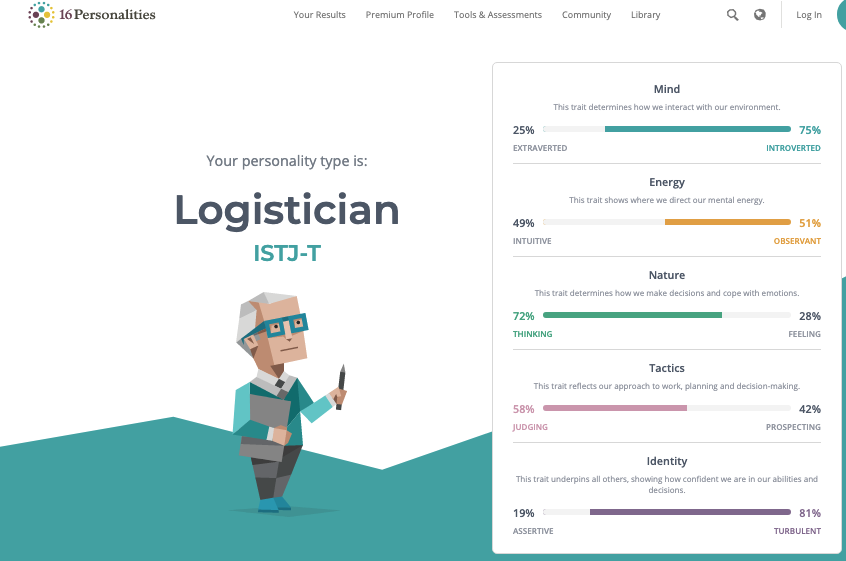 16Personalities
Your Results Premium Profile Tools & Assessments Community Library Log In
Your personality type is:
Logistician
ISTJ-T
Mind
This trait determines how we interact with our environment.
25% 75%
EXTRAVERTED INTROVERTED
Energy
This trait shows where we direct our mental energy.
49% 51%
INTUITIVE OBSERVANT
Nature
This trait determines how we make decisions and cope with emotions.
72% 28%
THINKING FEELING
Tactics
This trait reflects our approach to work, planning and decision-making.
58% 42%
JUDGING PROSPECTING
Identity
This trait underpins all others, showing how confident we are in our abilities and
decisions.
19% 81%
ASSERTIVE TURBULENT